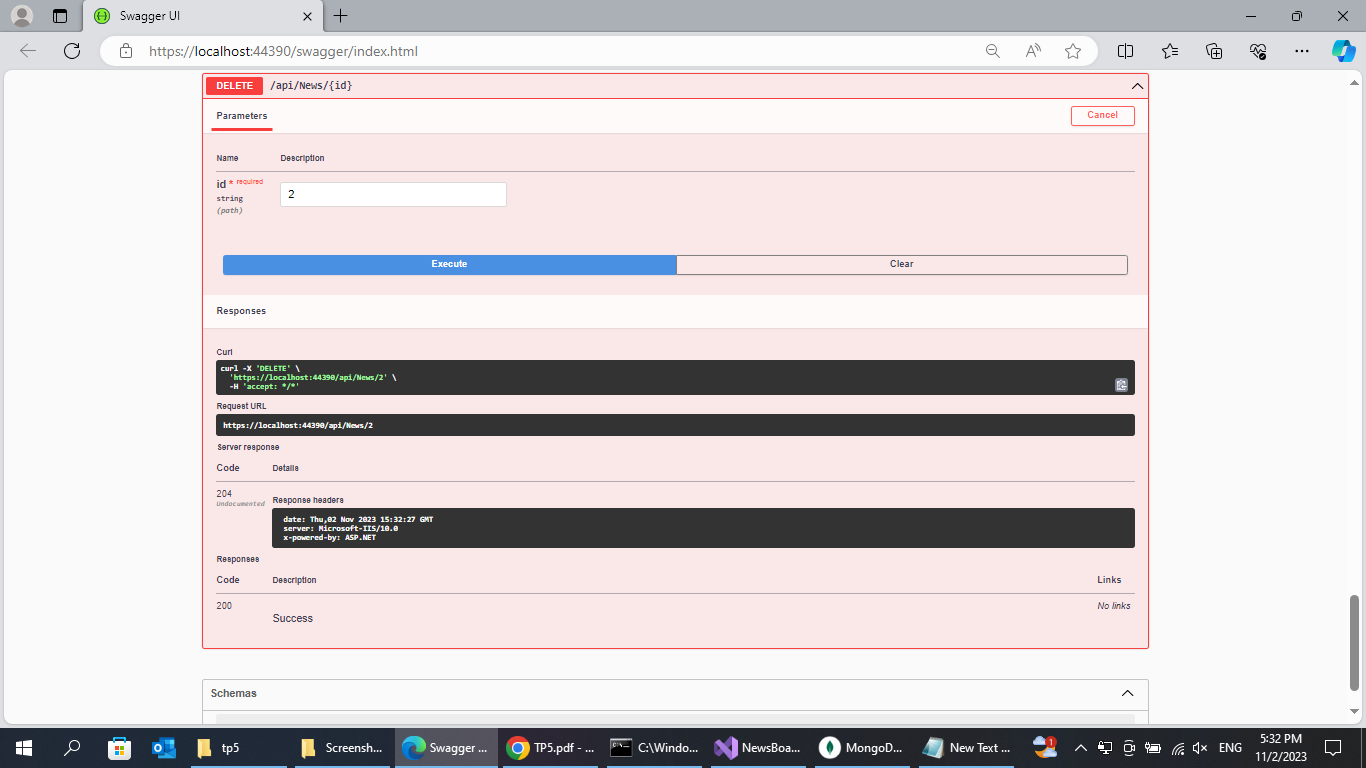 Swagger UI
https://localhost:44390/swagger/index.html
DELETE /api/News/{id}
Parameters
Cancel
Name Description
id * required
string
(path)
2
Execute Clear
Responses
Curl
curl -X 'DELETE' \
'https://localhost:44390/api/News/2' \
-H 'accept: */*'
Request URL
https://localhost:44390/api/News/2
Server response
Code Details
204
Undocumented
Response headers
date: Thu,02 Nov 2023 15:32:27 GMT
server: Microsoft-IIS/10.0
x-powered-by: ASP.NET
Responses
Code Description Links
200
Success
No links
Schemas
tp5 Screensh... Swagger ... TP5.pdf - ... C:\Windo... NewsBoa... MongoD... New Text ... 1 ENG
5:32 PM
11/2/2023